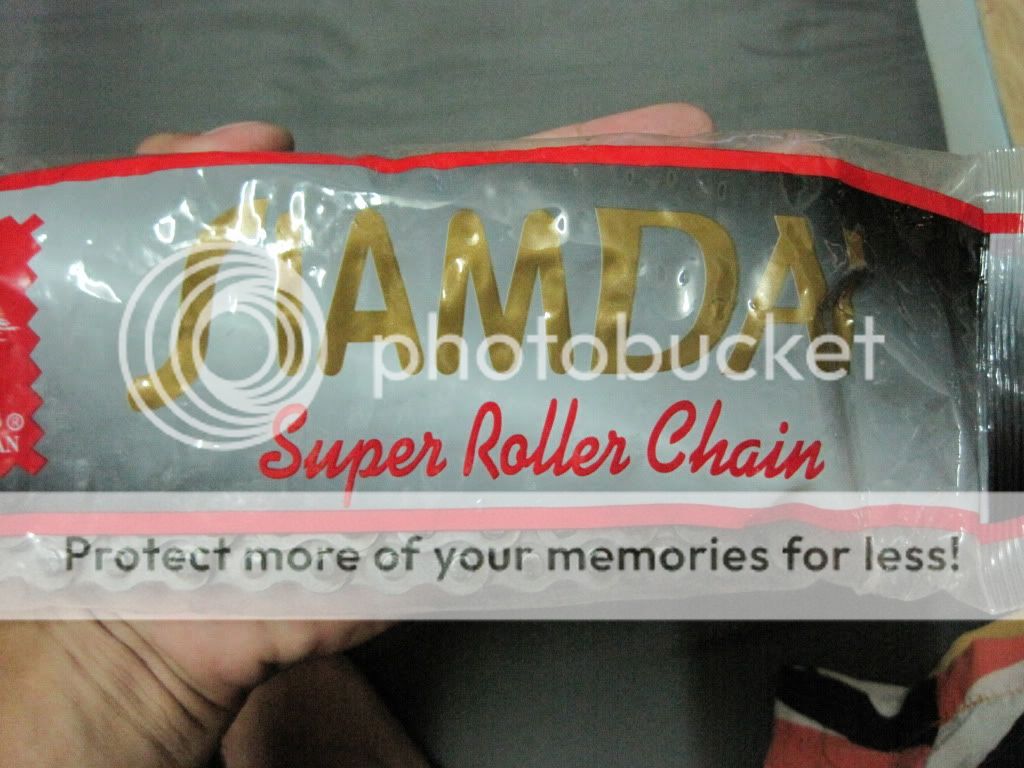 photobucket
Super Roller Chain
Protect more of your memories for less!